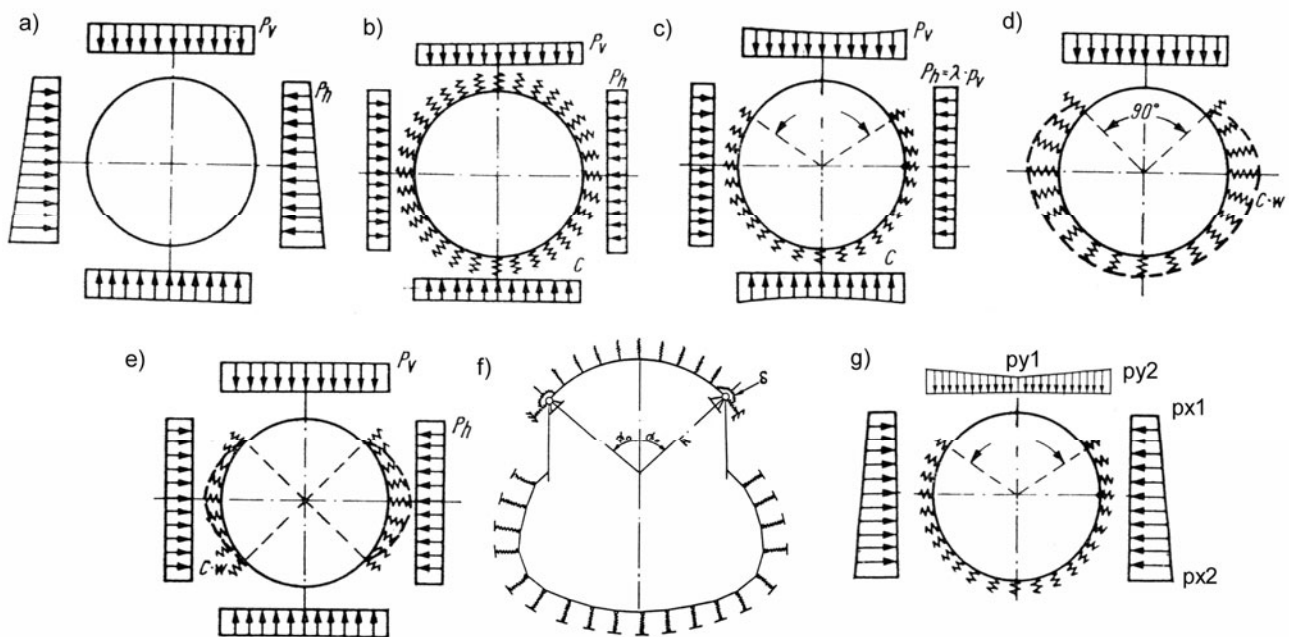 a)
Pv
Ph
b)
Pv
Ph
C
c)
Pv
Ph=λ·pv
C
d)
90°
C·w
e)
Pv
Ph
C·w
f)
g)
py1
py2
px1
px2